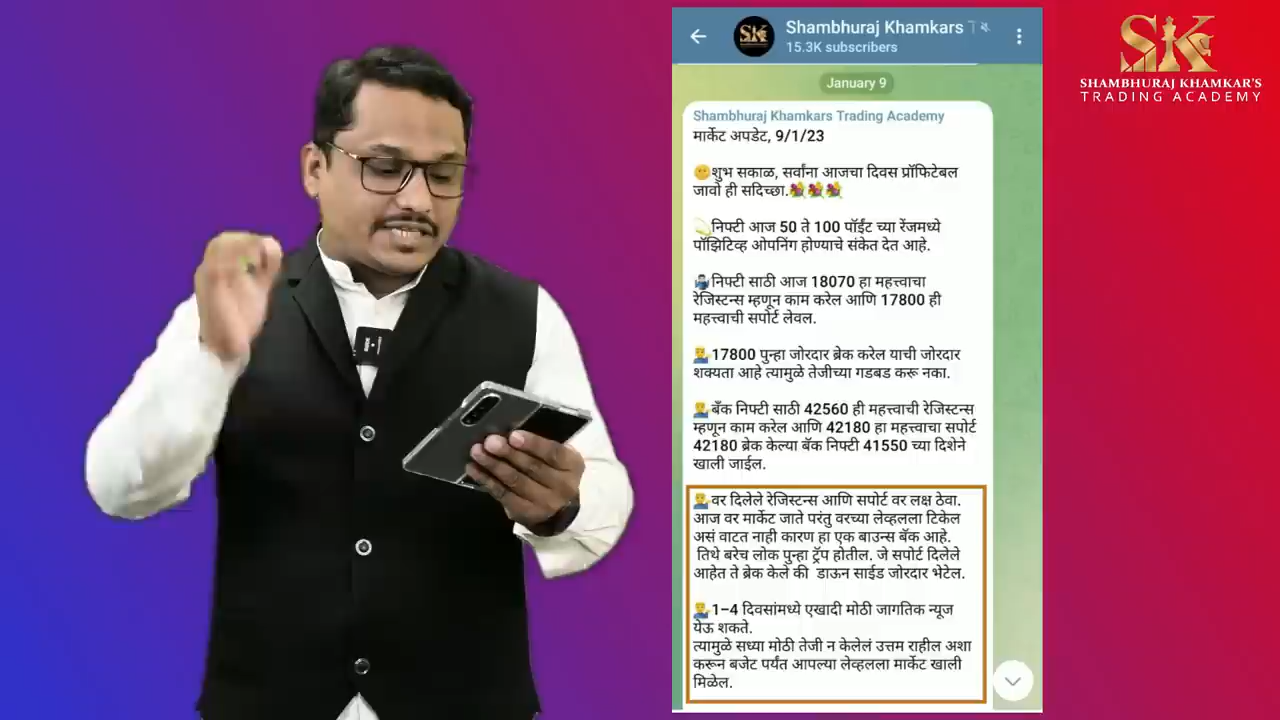 Shambhuraj Khamkars
15.3K subscribers
SK
SHAMBHURAJ KHAMKAR'S
TRADING ACADEMY
January 9
Shambhuraj Khamkars Trading Academy
मार्केट अपडेट, 9/1/23
🌝शुभ सकाळ, सर्वांना आजचा दिवस प्रॉफिटेबल
जावो ही सदिच्छा.💐💐💐
💫निफ्टी आज 50 ते 100 पॉईंट च्या रेंजमध्ये
पॉझिटिव्ह ओपनिंग होण्याचे संकेत देत आहे.
निफ्टी साठी आज 18070 हा महत्त्वाचा
रेजिस्टन्स म्हणून काम करेल आणि 17800 ही
महत्त्वाची सपोर्ट लेवल.
17800 पुन्हा जोरदार ब्रेक करेल याची जोरदार
शक्यता आहे त्यामुळे तेजीच्या गडबड करू नका.
बँक निफ्टी साठी 42560 ही महत्त्वाची रेजिस्टन्स
म्हणून काम करेल आणि 42180 हा महत्त्वाचा सपोर्ट
42180 ब्रेक केल्या बॅक निफ्टी 41550 च्या दिशेने
खाली जाईल.
वर दिलेले रेजिस्टन्स आणि सपोर्ट वर लक्ष ठेवा.
आज वर मार्केट जाते परंतु वरच्या लेव्हलला टिकेल
असं वाटत नाही कारण हा एक बाउन्स बॅक आहे.
तिथे बरेच लोक पुन्हा ट्रॅप होतील. जे सपोर्ट दिलेले
आहेत ते ब्रेक केले की डाऊन साईड जोरदार भेटेल.
1–4 दिवसांमध्ये एखादी मोठी जागतिक न्यूज
येऊ शकते.
त्यामुळे सध्या मोठी तेजी न केलेलं उत्तम राहील अशा
करून बजेट पर्यंत आपल्या लेव्हलला मार्केट खाली
मिळेल.